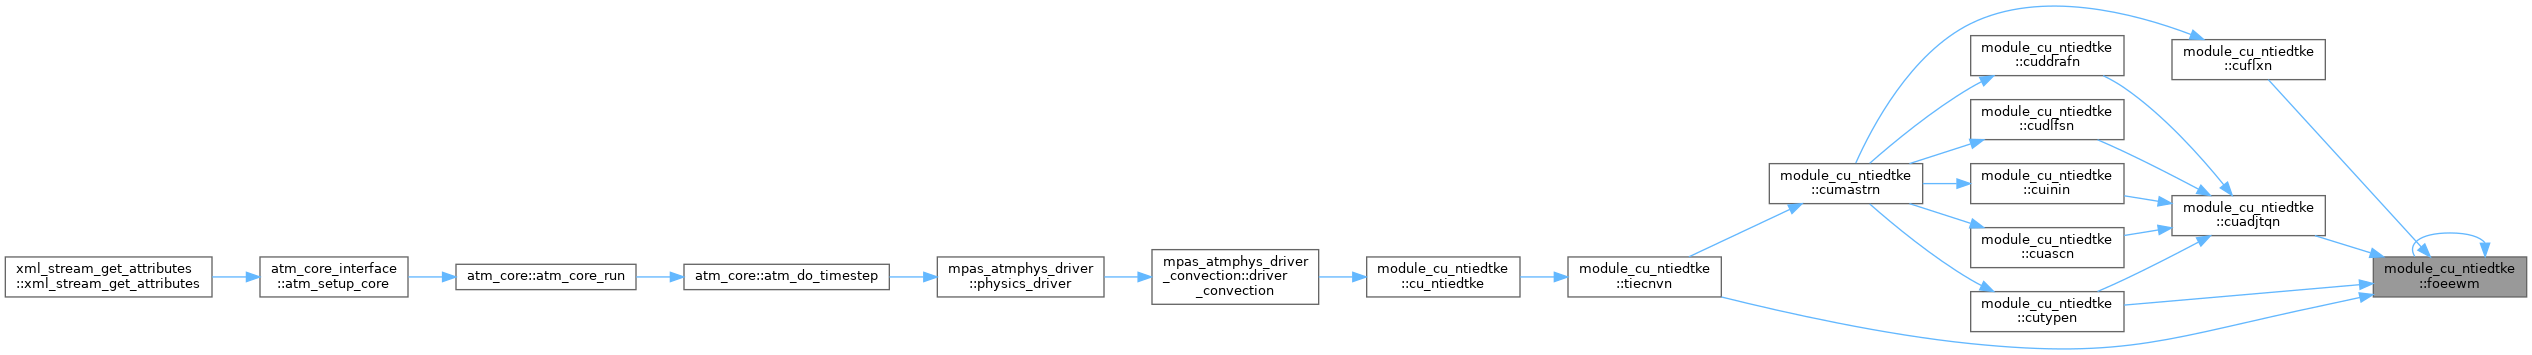 xml_stream_get_attributes
::xml_stream_get_attributes
atm_core_interface
::atm_setup_core
atm_core::atm_core_run
atm_core::atm_do_timestep
mpas_atmphys_driver
::physics_driver
mpas_atmphys_driver
_convection::driver
_convection
module_cu_ntiedtke
::cu_ntiedtke
module_cu_ntiedtke
::tiecnvn
module_cu_ntiedtke
::cumastrn
module_cu_ntiedtke
::cuddrafn
module_cu_ntiedtke
::cudlfsn
module_cu_ntiedtke
::cuinin
module_cu_ntiedtke
::cuascn
module_cu_ntiedtke
::cutypen
module_cu_ntiedtke
::cuflxn
module_cu_ntiedtke
::cuadjtqn
module_cu_ntiedtke
::foeewm